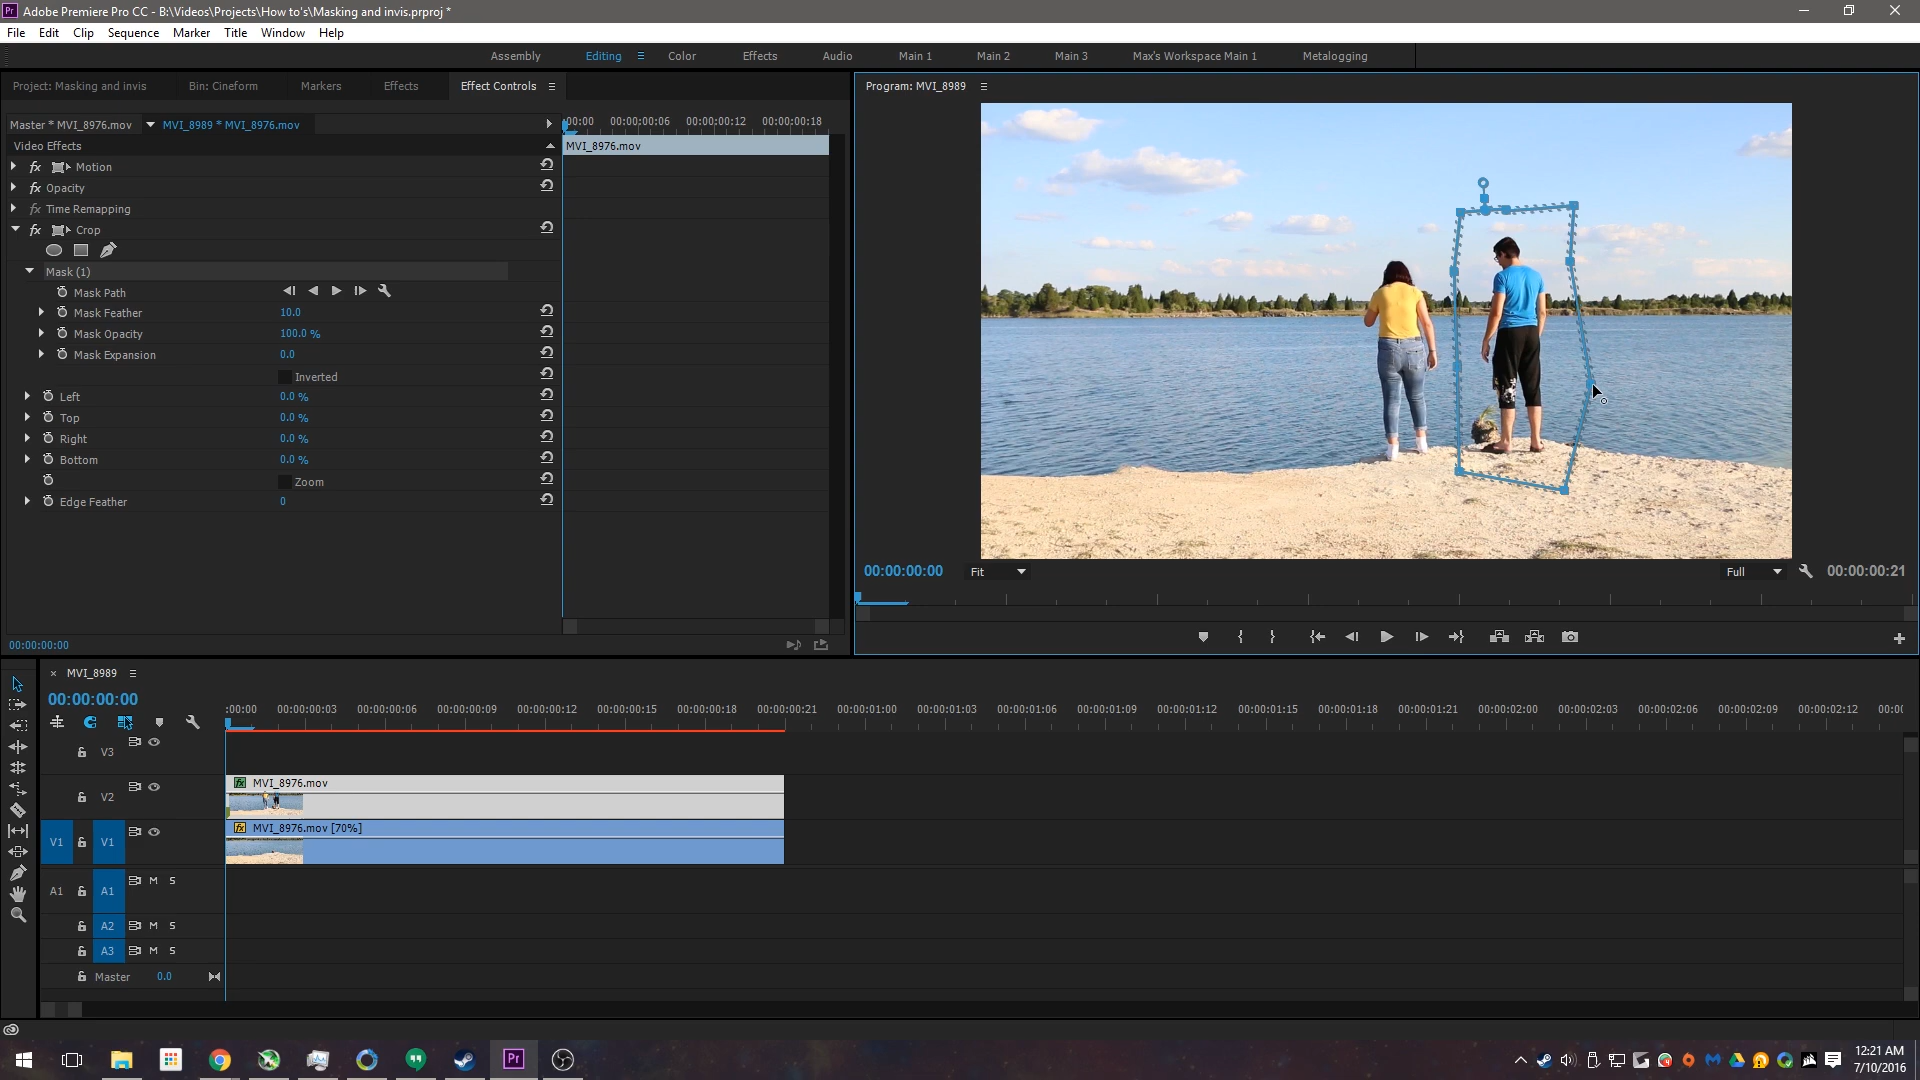 Pr Adobe Premiere Pro CC - B:\Videos\Projects\How to's\Masking and invis.prproj *
File Edit Clip Sequence Marker Title Window Help
Assembly Editing Color Effects Audio Main 1 Main 2 Main 3 Max's Workspace Main 1 Metalogging
Project: Masking and invis Bin: Cineform Markers Effects Effect Controls
Program: MVI_8989
Master * MVI_8976.mov MVI_8989 * MVI_8976.mov
:00:00 00:00:00:06 00:00:00:12 00:00:00:18
Video Effects
MVI_8976.mov
fx Motion
fx Opacity
fx Time Remapping
fx Crop
Mask (1)
Mask Path
Mask Feather 10.0
Mask Opacity 100.0 %
Mask Expansion 0.0
Inverted
Left 0.0 %
Top 0.0 %
Right 0.0 %
Bottom 0.0 %
Zoom
Edge Feather 0
00:00:00:00 Fit Full 00:00:00:21
00:00:00:00
MVI_8989
00:00:00:00
:00:00 00:00:00:03 00:00:00:06 00:00:00:09 00:00:00:12 00:00:00:15 00:00:00:18 00:00:00:21 00:00:01:00 00:00:01:03 00:00:01:06 00:00:01:09 00:00:01:12 00:00:01:15 00:00:01:18 00:00:01:21 00:00:02:00 00:00:02:03 00:00:02:06 00:00:02:09 00:00:02:12 00:00
V3
V2 fx MVI_8976.mov
V1 V1 fx MVI_8976.mov [70%]
A1 A1 M S
A2 M S
A3 M S
Master 0.0
Pr
12:21 AM
7/10/2016